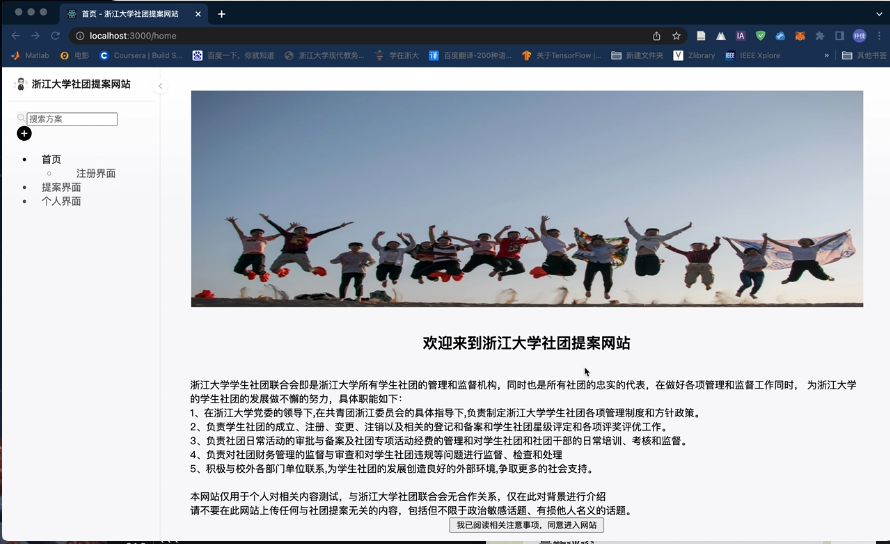 首页 - 浙江大学社团提案网站
localhost:3000/home
Matlab 电影 Coursera | Build S... 百度一下，你就知道 浙江大学现代教务... 学在浙大 百度翻译-200种语... 关于TensorFlow |... 新建文件夹 Zlibrary IEEE Xplore » 其他书签
浙江大学社团提案网站
搜索方案
首页
注册界面
提案界面
个人界面
欢迎来到浙江大学社团提案网站
浙江大学学生社团联合会即是浙江大学所有学生社团的管理和监督机构，同时也是所有社团的忠实的代表，在做好各项管理和监督工作同时， 为浙江大学
的学生社团的发展做不懈的努力，具体职能如下：
1、在浙江大学党委的领导下,在共青团浙江委员会的具体指导下,负责制定浙江大学学生社团各项管理制度和方针政策。
2、负责学生社团的成立、注册、变更、注销以及相关的登记和备案和学生社团星级评定和各项评奖评优工作。
3、负责社团日常活动的审批与备案及社团专项活动经费的管理和对学生社团和社团干部的日常培训、考核和监督。
4、负责对社团财务管理的监督与审查和对学生社团违规等问题进行监督、检查和处理
5、积极与校外各部门单位联系,为学生社团的发展创造良好的外部环境,争取更多的社会支持。
本网站仅用于个人对相关内容测试，与浙江大学社团联合会无合作关系，仅在此对背景进行介绍
请不要在此网站上传任何与社团提案无关的内容，包括但不限于政治敏感话题、有损他人名义的话题。
我已阅读相关注意事项，同意进入网站